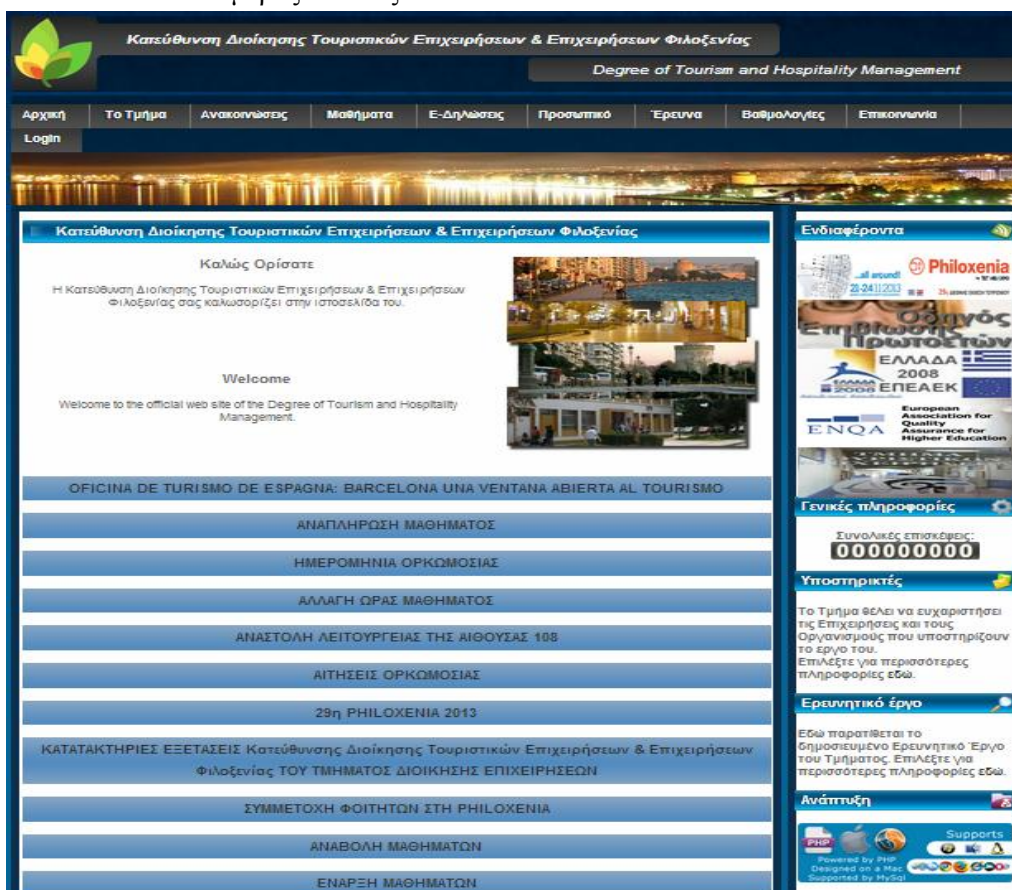 Κατεύθυνση Διοίκησης Τουριστικών Επιχειρήσεων & Επιχειρήσεων Φιλοξενίας
Degree of Tourism and Hospitality Management
Αρχική Το Τμήμα Ανακοινώσεις Μαθήματα Ε-Δηλώσεις Προσωπικό Έρευνα Βαθμολογίες Επικοινωνία
Login
Κατεύθυνση Διοίκησης Τουριστικών Επιχειρήσεων & Επιχειρήσεων Φιλοξενίας
Καλώς Ορίσατε
Η Κατεύθυνση Διοίκησης Τουριστικών Επιχειρήσεων & Επιχειρήσεων
Φιλοξενίας σας καλωσορίζει στην ιστοσελίδα του.
Welcome
Welcome to the official web site of the Degree of Tourism and Hospitality
Management.
OFICINA DE TURISMO DE ESPAGNA: BARCELONA UNA VENTANA ABIERTA AL TOURISMO
ΑΝΑΠΛΗΡΩΣΗ ΜΑΘΗΜΑΤΟΣ
ΗΜΕΡΟΜΗΝΙΑ ΟΡΚΩΜΟΣΙΑΣ
ΑΛΛΑΓΗ ΩΡΑΣ ΜΑΘΗΜΑΤΟΣ
ΑΝΑΣΤΟΛΗ ΛΕΙΤΟΥΡΓΕΙΑΣ ΤΗΣ ΑΙΘΟΥΣΑΣ 108
ΑΙΤΗΣΕΙΣ ΟΡΚΩΜΟΣΙΑΣ
29η PHILOXENIA 2013
ΚΑΤΑΤΑΚΤΗΡΙΕΣ ΕΞΕΤΑΣΕΙΣ Κατεύθυνσης Διοίκησης Τουριστικών Επιχειρήσεων & Επιχειρήσεων
Φιλοξενίας ΤΟΥ ΤΜΗΜΑΤΟΣ ΔΙΟΙΚΗΣΗΣ ΕΠΙΧΕΙΡΗΣΕΩΝ
ΣΥΜΜΕΤΟΧΗ ΦΟΙΤΗΤΩΝ ΣΤΗ PHILOXENIA
ΑΝΑΒΟΛΗ ΜΑΘΗΜΑΤΩΝ
ΕΝΑΡΞΗ ΜΑΘΗΜΑΤΩΝ
Ενδιαφέροντα
...all around! Philoxenia
21-24|11|2013
Οδηγός
Επιβίωσης
Πρωτοετών
ΕΛΛΑΔΑ
2008
ΕΠΕΑΕΚ
ENQA
European
Association for
Quality
Assurance for
Higher Education
Γενικές πληροφορίες
Συνολικές επισκέψεις:
000000000
Υποστηρικτές
Το Τμήμα θέλει να ευχαριστήσει
τις Επιχειρήσεις και τους
Οργανισμούς που υποστηρίζουν
το εργο του.
Επιλέξτε για περισσότερες
πληροφορίες εδώ.
Ερευνητικό έργο
Εδω παρατίθεται το
δημοσιευμένο Ερευνητικό Έργο
του Τμήματος. Επιλέξτε για
περισσότερες πληροφορίες εδώ.
Ανάπτυξη
PHP
Supports
Powered by PHP
Designed on a Mac
Supported by MySql